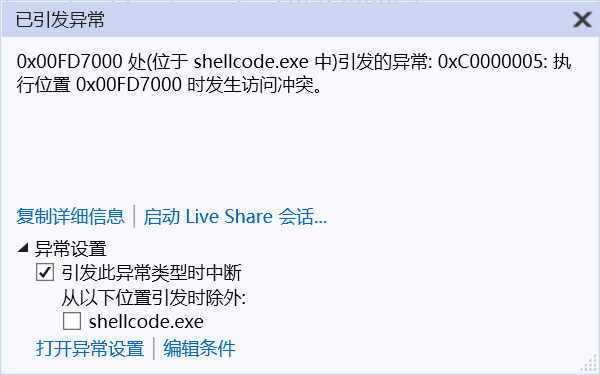 已引发异常
0x00FD7000 处(位于 shellcode.exe 中)引发的异常: 0xC0000005: 执
行位置 0x00FD7000 时发生访问冲突。
复制详细信息 | 启动 Live Share 会话...
异常设置
引发此异常类型时中断
从以下位置引发时除外:
shellcode.exe
打开异常设置 | 编辑条件